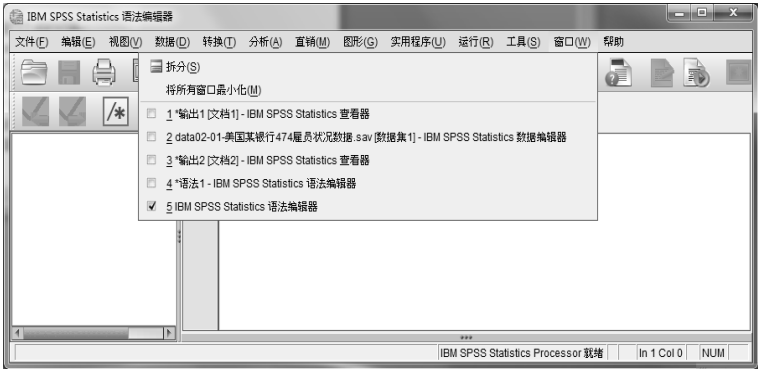 IBM SPSS Statistics 语法编辑器
文件(F) 编辑(E) 视图(V) 数据(D) 转换(T) 分析(A) 直销(M) 图形(G) 实用程序(U) 运行(R) 工具(S) 窗口(W) 帮助
拆分(S)
将所有窗口最小化(M)
/*
1 *输出1 [文档1] - IBM SPSS Statistics 查看器
2 data02-01-美国某银行474雇员状况数据.sav [数据集1] - IBM SPSS Statistics 数据编辑器
3 *输出2 [文档2] - IBM SPSS Statistics 查看器
4 *语法1 - IBM SPSS Statistics 语法编辑器
5 IBM SPSS Statistics 语法编辑器
IBM SPSS Statistics Processor 就绪 In 1 Col 0 NUM